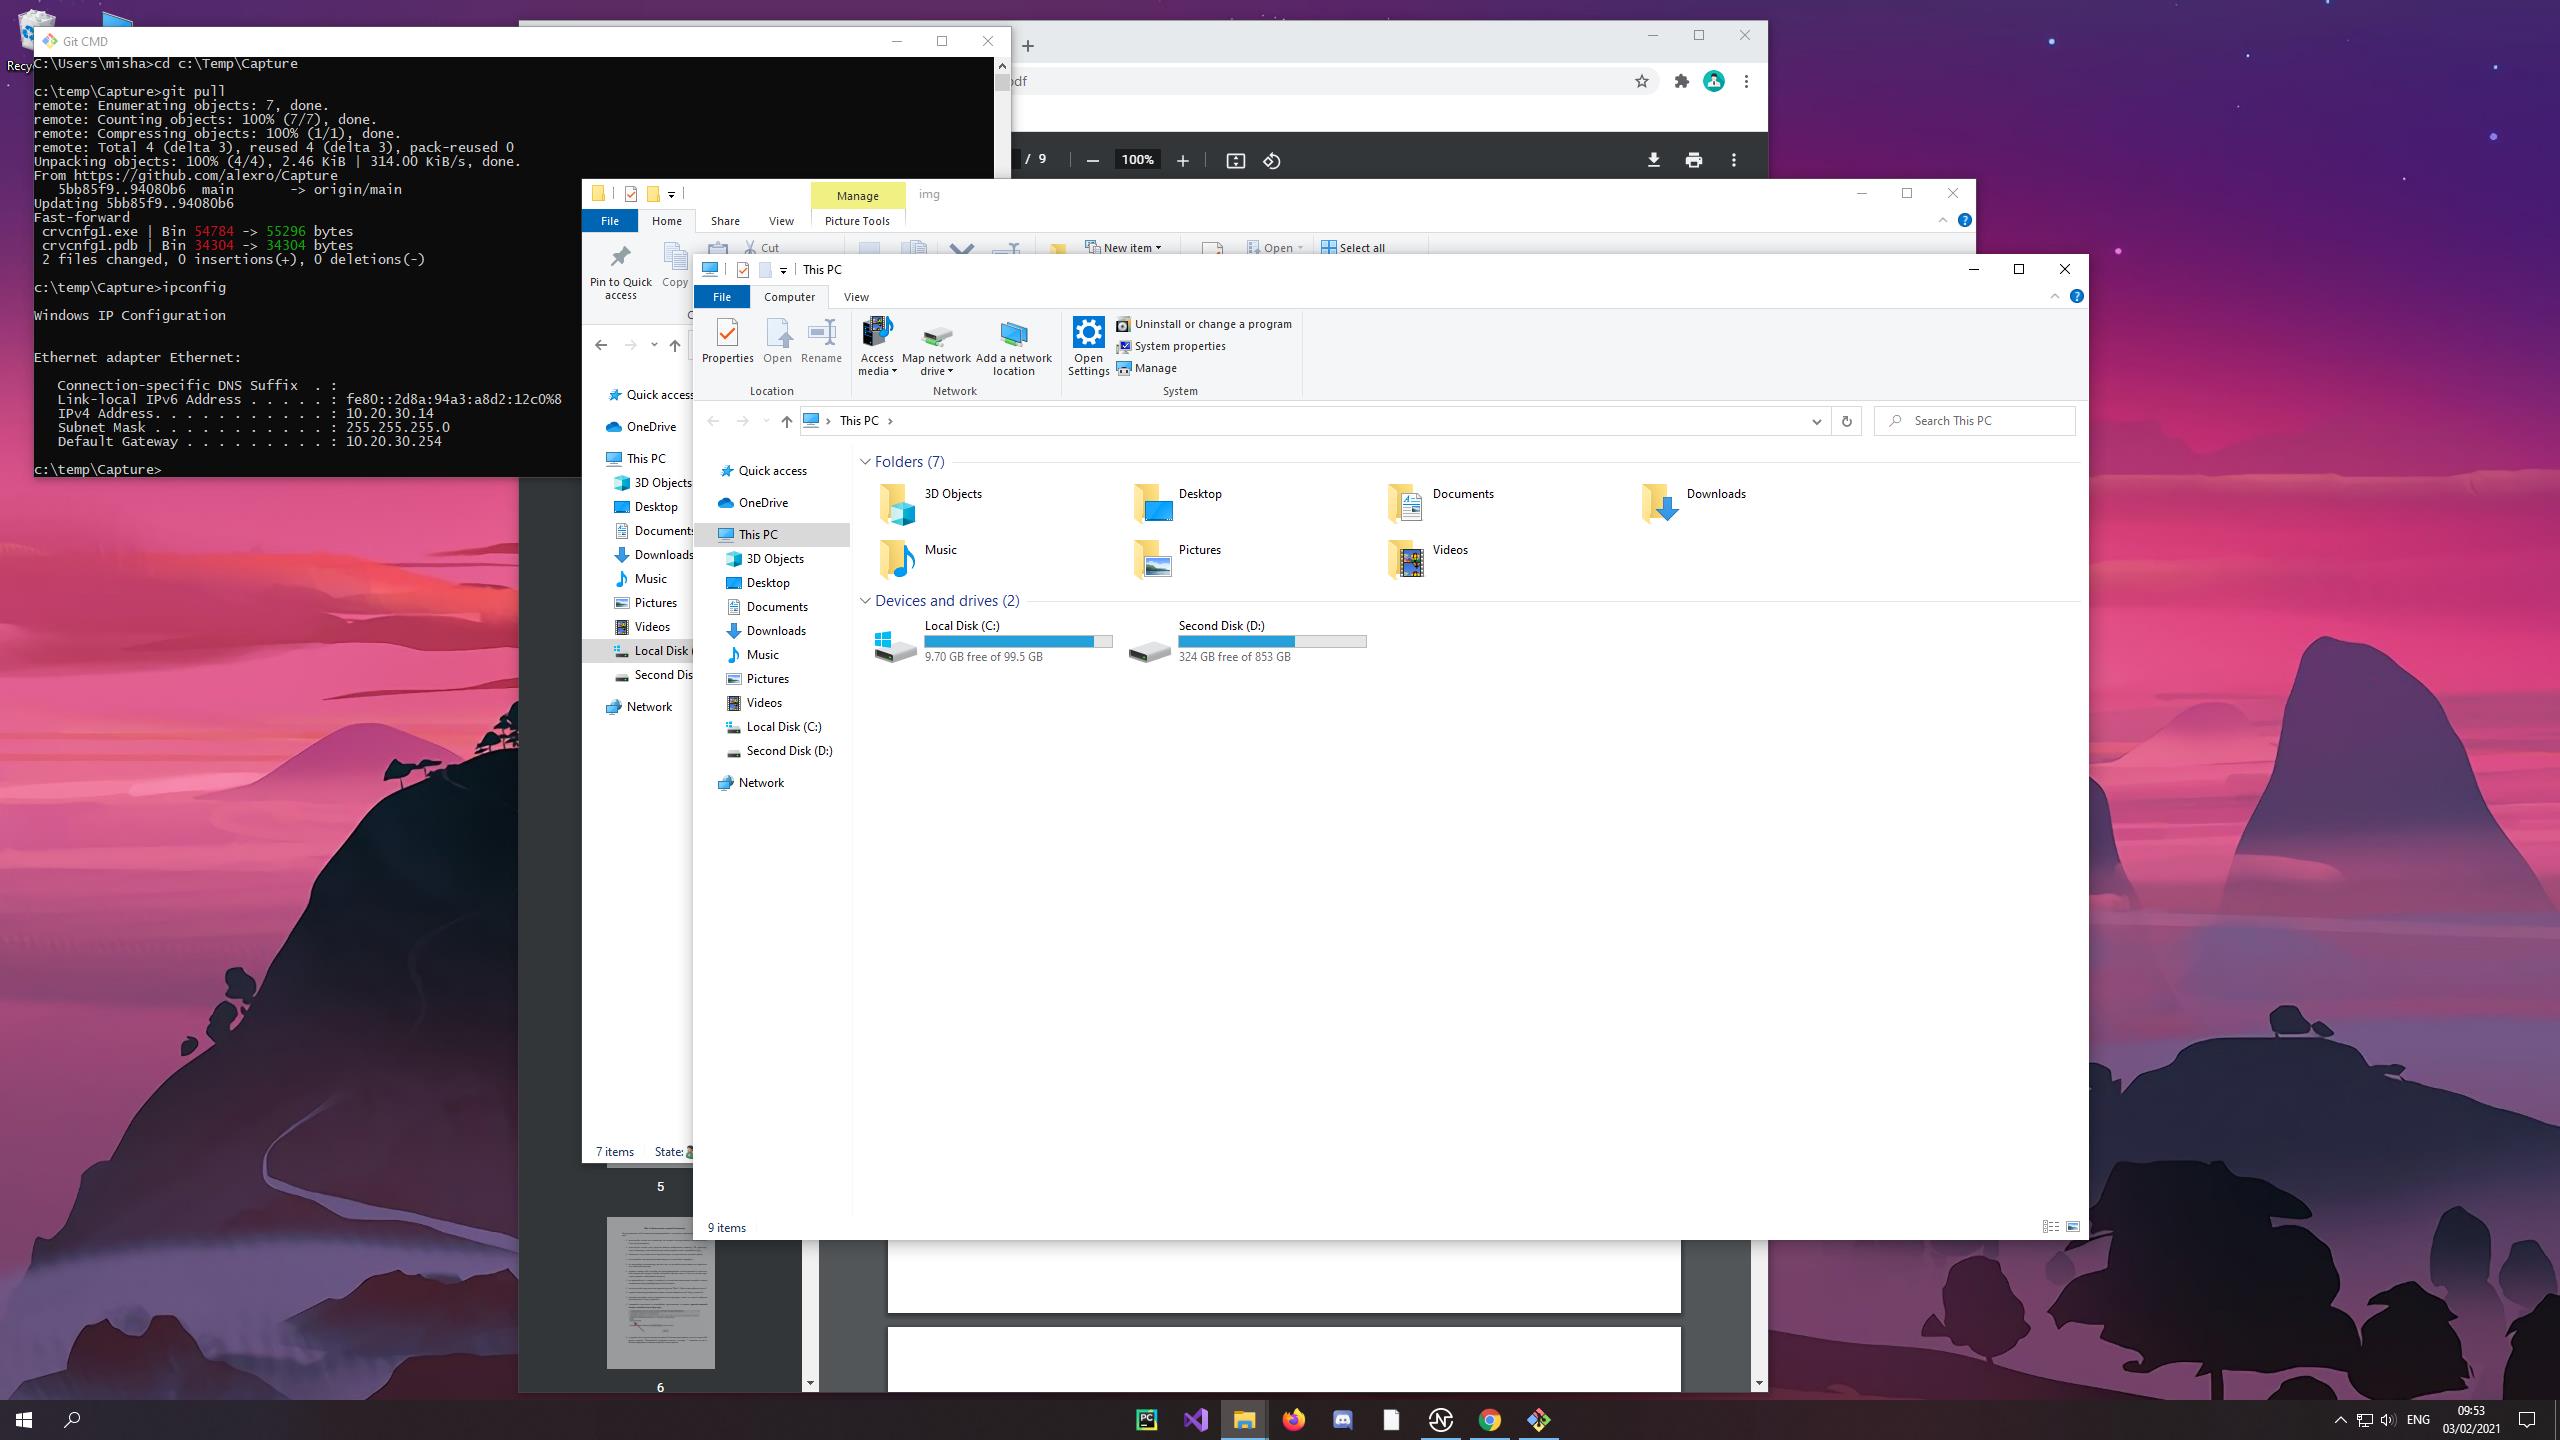 Recy
Git CMD
C:\Users\misha>cd c:\Temp\Capture
c:\temp\Capture>git pull
remote: Enumerating objects: 7, done.
remote: Counting objects: 100% (7/7), done.
remote: Compressing objects: 100% (1/1), done.
remote: Total 4 (delta 3), reused 4 (delta 3), pack-reused 0
Unpacking objects: 100% (4/4), 2.46 KiB | 314.00 KiB/s, done.
From https://github.com/alexro/Capture
5bb85f9..94080b6  main       -> origin/main
Updating 5bb85f9..94080b6
Fast-forward
crvcnfg1.exe | Bin 54784 -> 55296 bytes
crvcnfg1.pdb | Bin 34304 -> 34304 bytes
2 files changed, 0 insertions(+), 0 deletions(-)
c:\temp\Capture>ipconfig
Windows IP Configuration
Ethernet adapter Ethernet:
Connection-specific DNS Suffix  . :
Link-local IPv6 Address . . . . . : fe80::2d8a:94a3:a8d2:12c0%8
IPv4 Address. . . . . . . . . . . : 10.20.30.14
Subnet Mask . . . . . . . . . . . : 255.255.255.0
Default Gateway . . . . . . . . . : 10.20.30.254
c:\temp\Capture>
odf
/ 9
100%
Manage
img
File
Home
Share
View
Picture Tools
Cut
New item
Open
Select all
Pin to Quick access
Copy
Quick access
OneDrive
This PC
3D Objects
Desktop
Documents
Downloads
Music
Pictures
Videos
Local Disk (
Second Dis
Network
7 items
State:
This PC
File
Computer
View
Properties
Open
Rename
Access media
Map network drive
Add a network location
Open Settings
Uninstall or change a program
System properties
Manage
Location
Network
System
This PC
Search This PC
Quick access
OneDrive
This PC
3D Objects
Desktop
Documents
Downloads
Music
Pictures
Videos
Local Disk (C:)
Second Disk (D:)
Network
Folders (7)
3D Objects
Desktop
Documents
Downloads
Music
Pictures
Videos
Devices and drives (2)
Local Disk (C:)
9.70 GB free of 99.5 GB
Second Disk (D:)
324 GB free of 853 GB
9 items
5
6
PC
ENG
09:53
03/02/2021